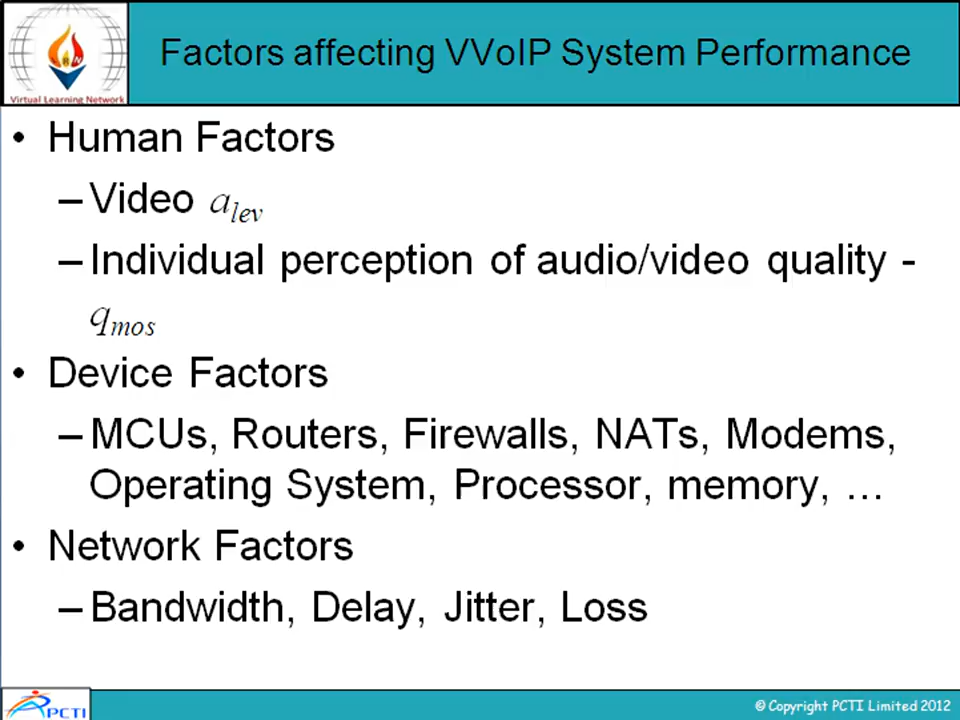 Factors affecting VVoIP System Performance
Virtual Learning Network
• Human Factors
– Video a_lev
– Individual perception of audio/video quality -
q_mos
• Device Factors
– MCUs, Routers, Firewalls, NATs, Modems,
Operating System, Processor, memory, ...
• Network Factors
– Bandwidth, Delay, Jitter, Loss
PCTI
© Copyright PCTI Limited 2012